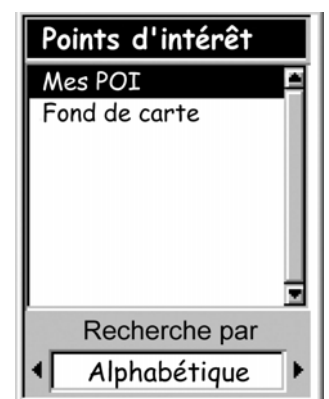 Points d'intérêt
Mes POI
Fond de carte
Recherche par
Alphabétique